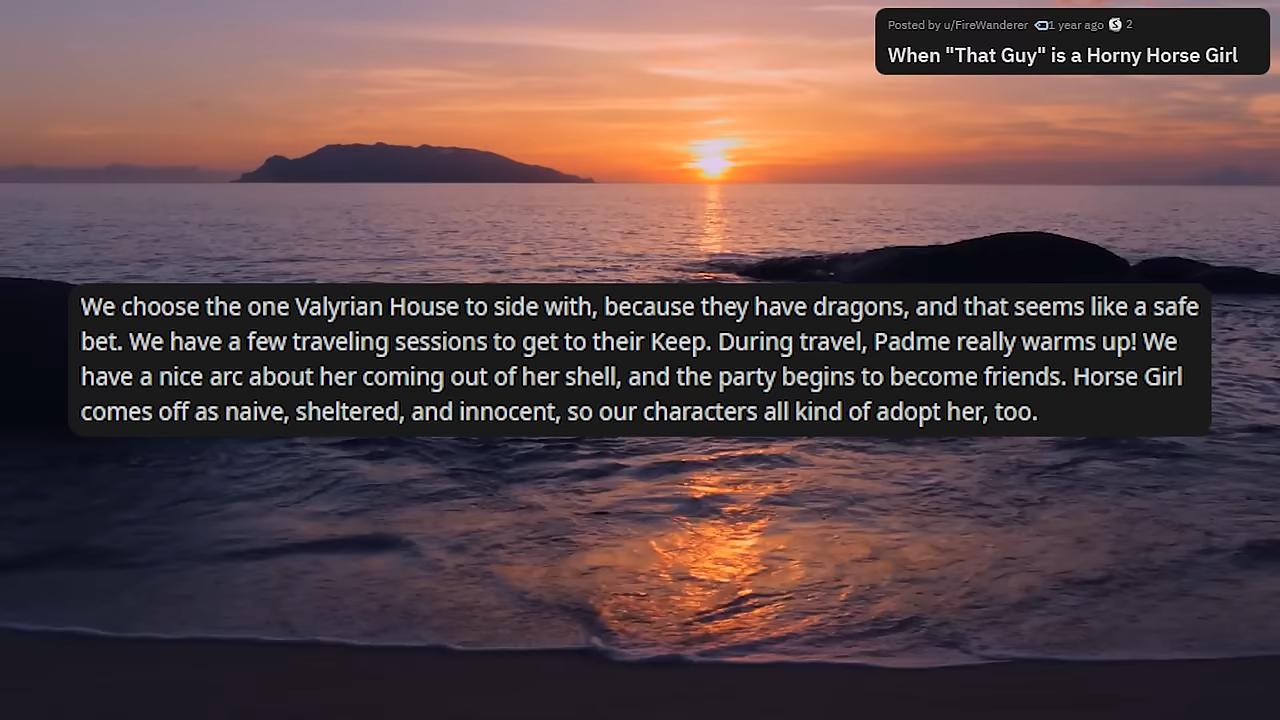 Posted by u/FireWanderer 1 year ago S 2
When "That Guy" is a Horny Horse Girl
We choose the one Valyrian House to side with, because they have dragons, and that seems like a safe
bet. We have a few traveling sessions to get to their Keep. During travel, Padme really warms up! We
have a nice arc about her coming out of her shell, and the party begins to become friends. Horse Girl
comes off as naive, sheltered, and innocent, so our characters all kind of adopt her, too.